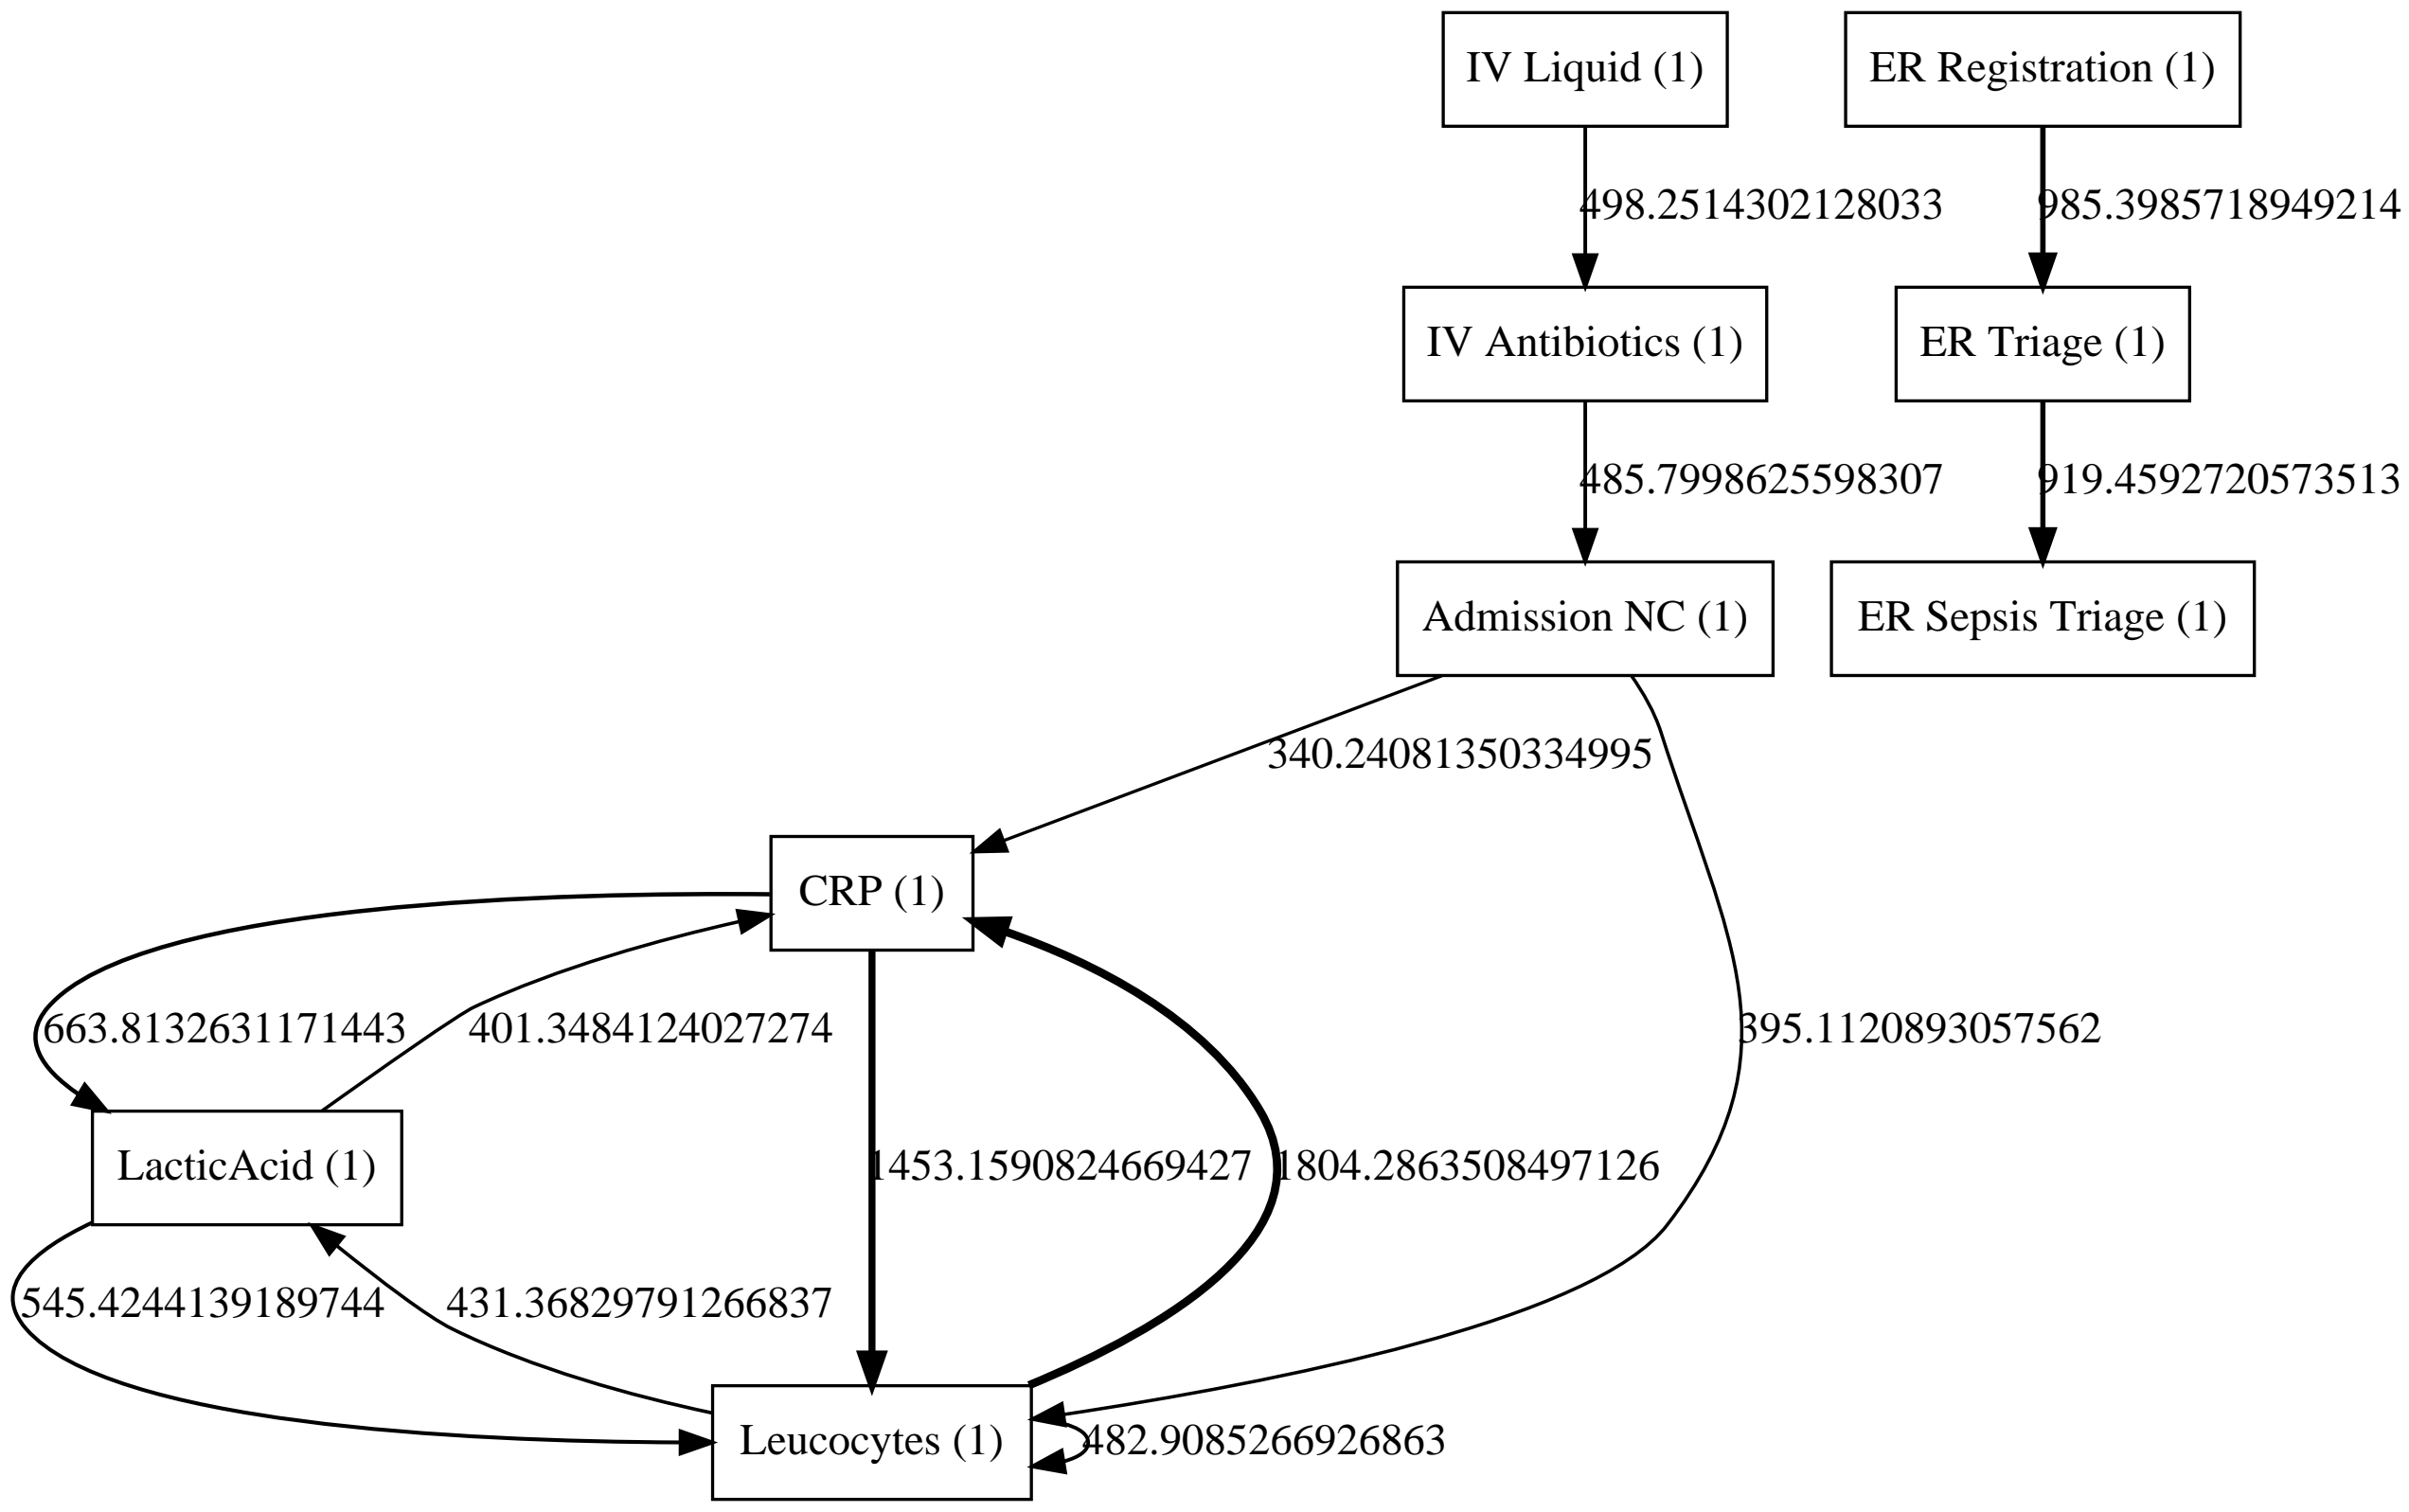 IV Liquid (1)
ER Registration (1)
498.2514302128033
985.3985718949214
IV Antibiotics (1)
ER Triage (1)
485.7998625598307
919.4592720573513
Admission NC (1)
ER Sepsis Triage (1)
340.24081350334995
CRP (1)
663.8132631171443
401.3484124027274
395.1120893057562
LacticAcid (1)
1453.1590824669427
1804.2863508497126
545.4244139189744
431.36829791266837
Leucocytes (1)
482.9085266926863